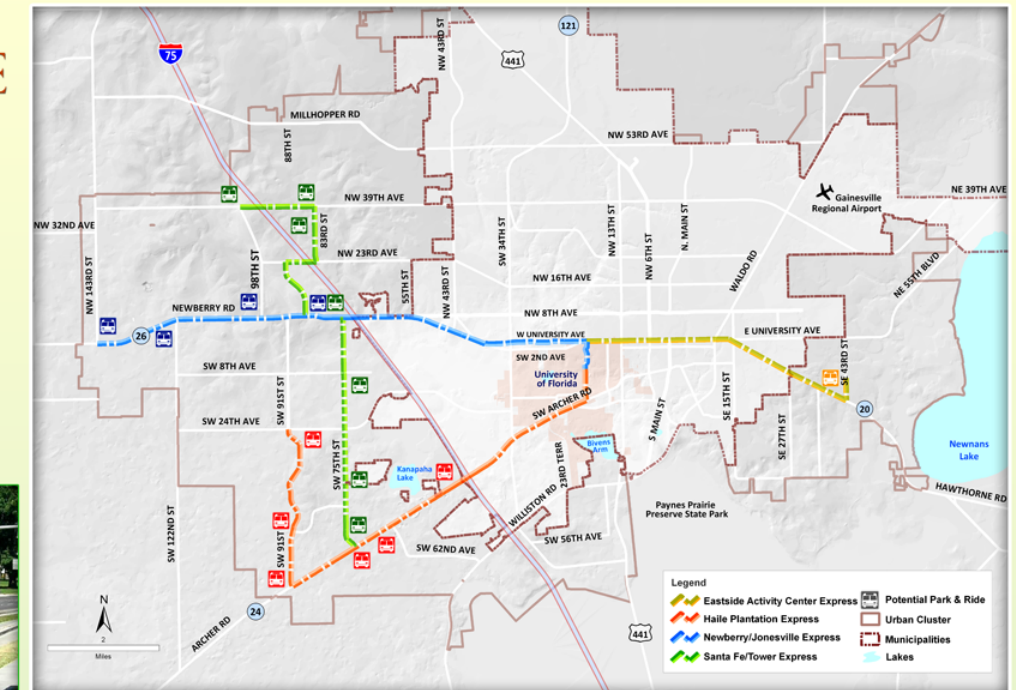 E
75
121
441
NW 43RD ST
MILLHOPPER RD
88TH ST
NW 53RD AVE
NW 39TH AVE
NE 39TH AVE
Gainesville
Regional Airport
NW 32ND AVE
83RD ST
NW 143RD ST
98TH ST
NW 23RD AVE
SW 34TH ST
NW 13TH ST
NW 6TH ST
N. MAIN ST
WALDO RD
NE 55TH BLVD
55TH ST
NW 43RD ST
NW 16TH AVE
NEWBERRY RD
NW 8TH AVE
26
W UNIVERSITY AVE
E UNIVERSITY AVE
SW 2ND AVE
SW 8TH AVE
University
of Florida
SE 43RD ST
SW 91ST ST
SW ARCHER RD
S MAIN ST
SE 15TH ST
20
SW 24TH AVE
SE 27TH ST
SW 75TH ST
Kanapaha
Lake
Bivens
Arm
23RD TERR
Newnans
Lake
HAWTHORNE RD
WILLISTON RD
Paynes Prairie
Preserve State Park
SW 122ND ST
SW 91ST
SW 62ND AVE
SW 56TH AVE
24
ARCHER RD
441
N
2
Miles
Legend
Eastside Activity Center Express
Haile Plantation Express
Newberry/Jonesville Express
Santa Fe/Tower Express
Potential Park & Ride
Urban Cluster
Municipalities
Lakes